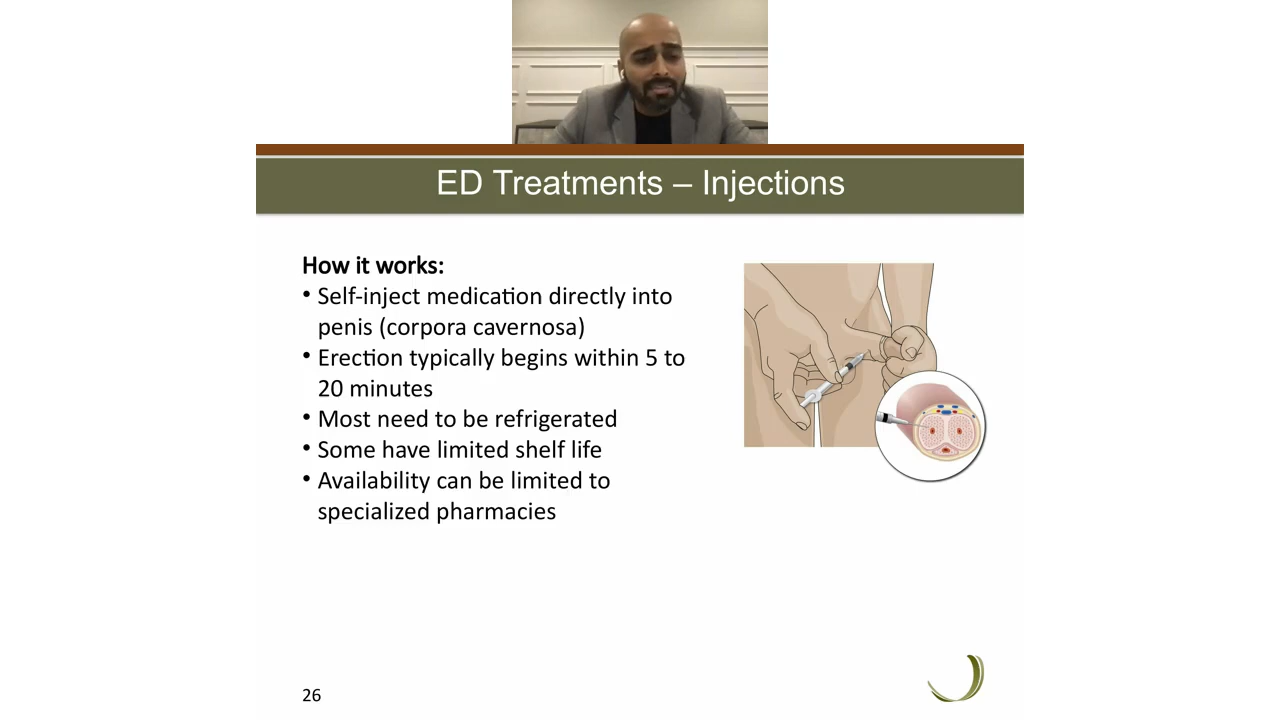 ED Treatments – Injections
How it works:
• Self-inject medication directly into
penis (corpora cavernosa)
• Erection typically begins within 5 to
20 minutes
• Most need to be refrigerated
• Some have limited shelf life
• Availability can be limited to
specialized pharmacies
26